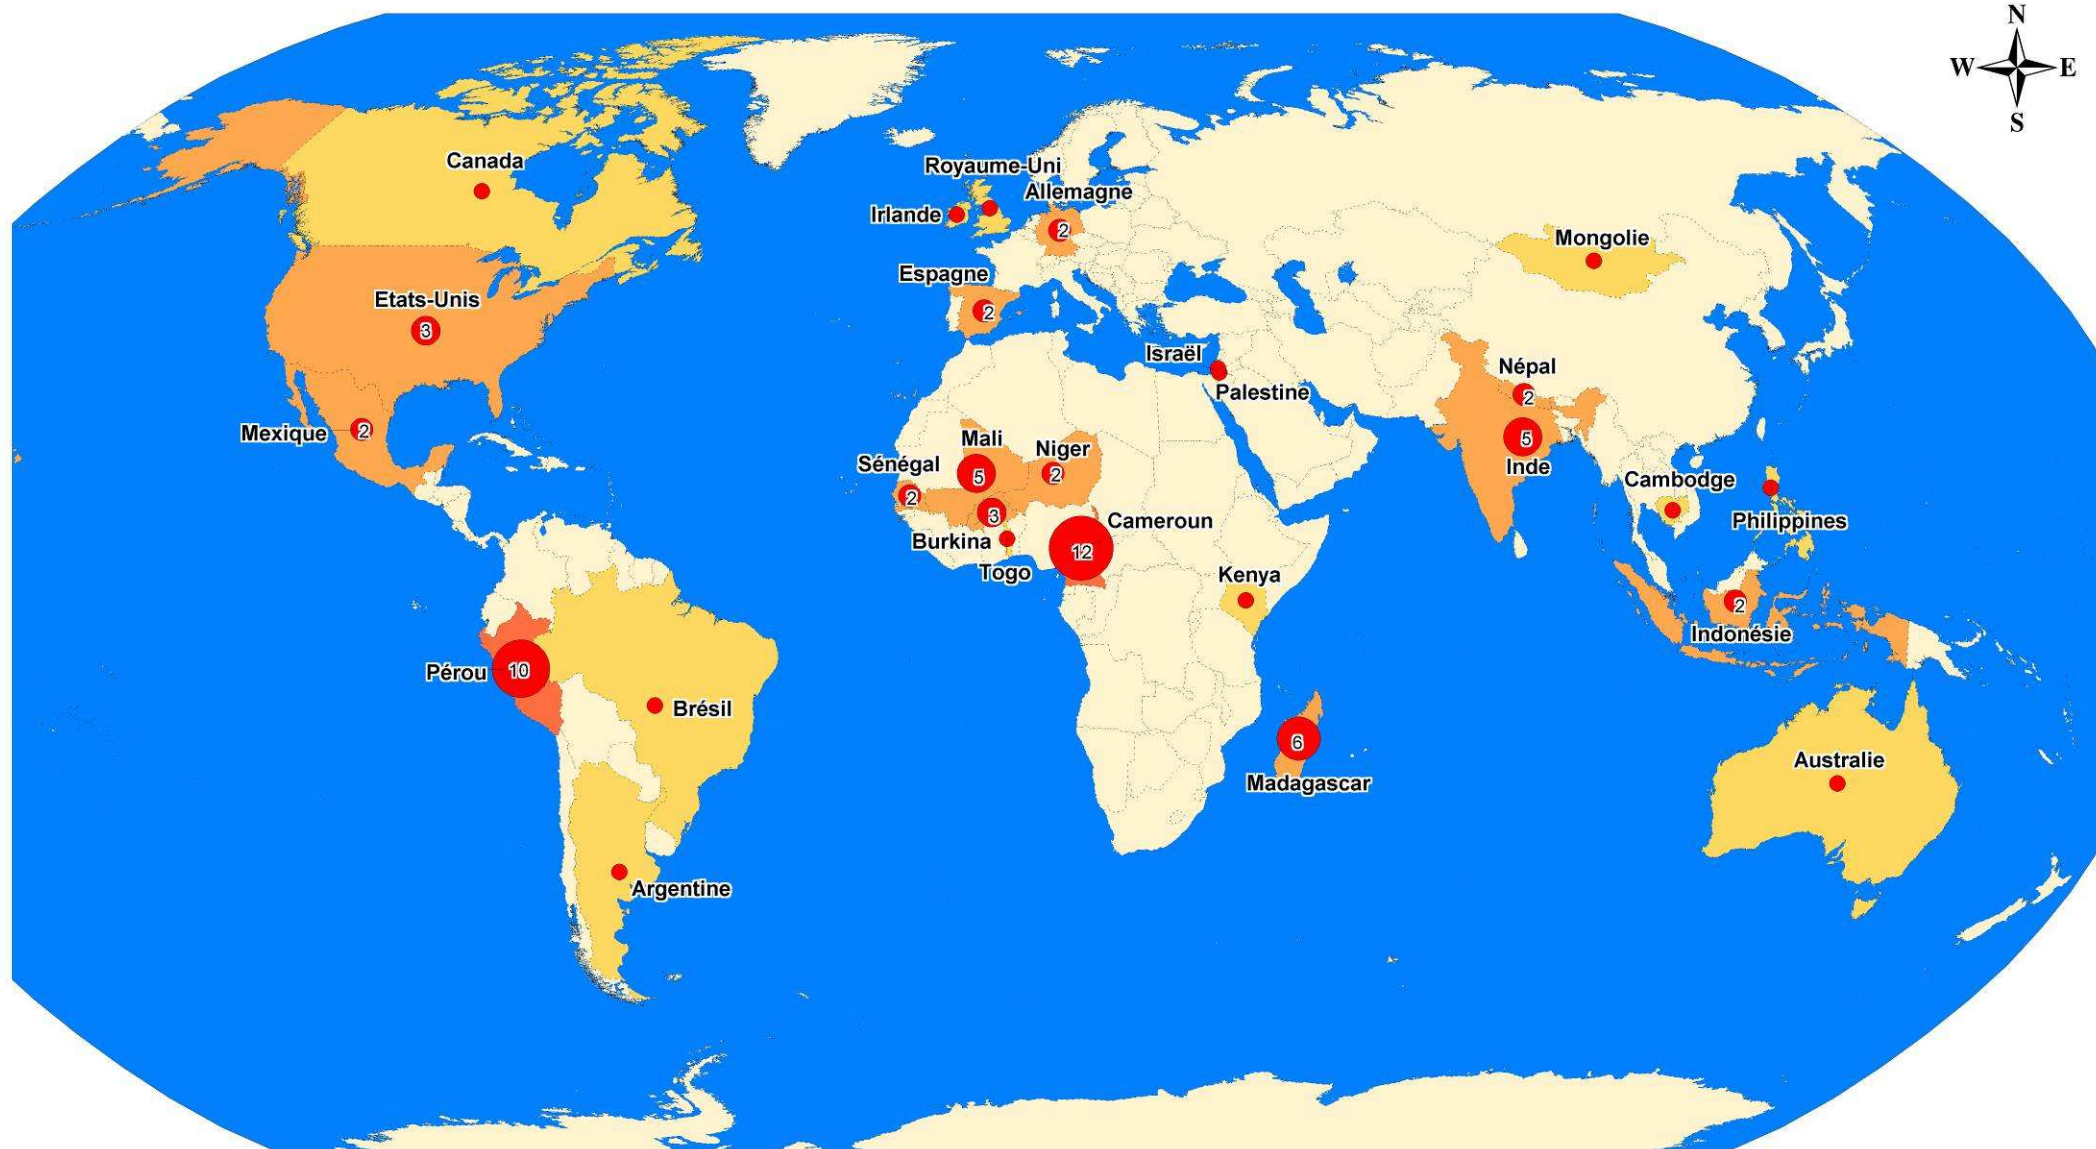 N
W E
S
Canada
Royaume-Uni
Allemagne
Irlande
2
Mongolie
Espagne
2
Etats-Unis
3
Israël
Palestine
Népal
2
Mexique
2
5
Inde
Mali
5
Niger
2
Sénégal
2
Cambodge
3
Burkina
Philippines
Cameroun
12
Togo
Kenya
2
Indonésie
Pérou
10
Brésil
6
Madagascar
Australie
Argentine